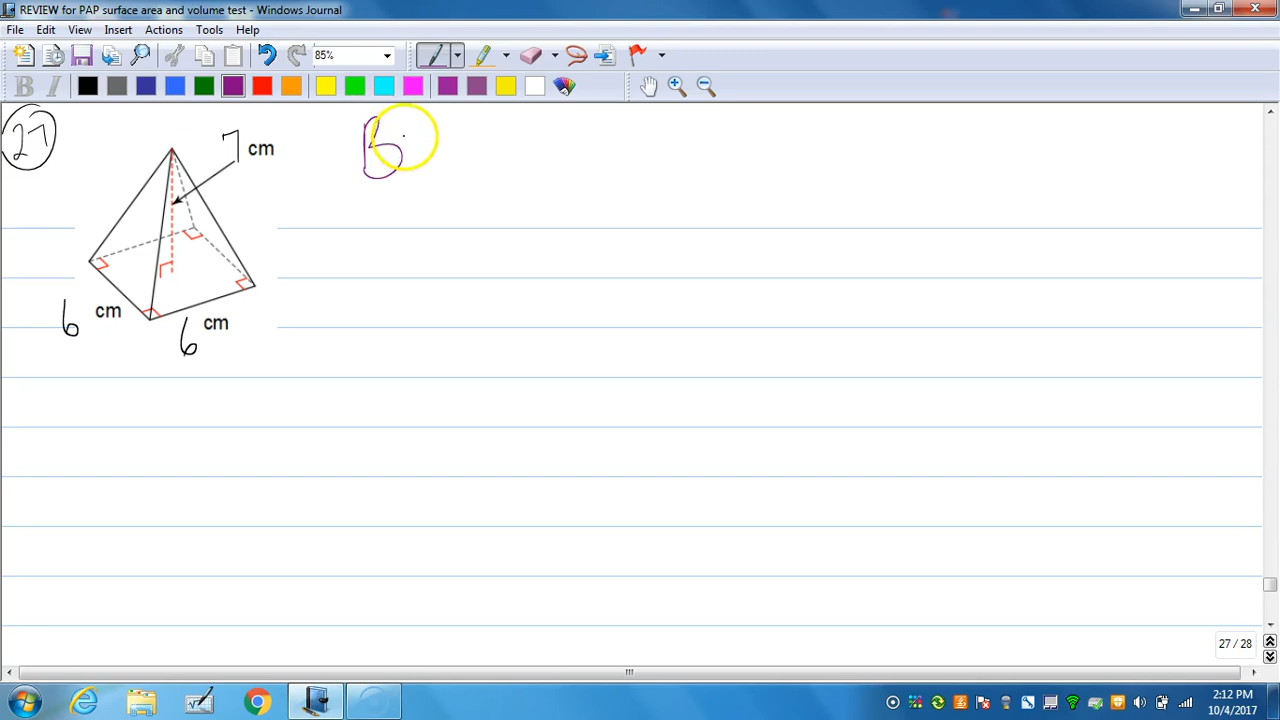 REVIEW for PAP surface area and volume test - Windows Journal
File Edit View Insert Actions Tools Help
85%
B I
27
7 cm
B
6 cm
6 cm
27 / 28
2:12 PM
10/4/2017